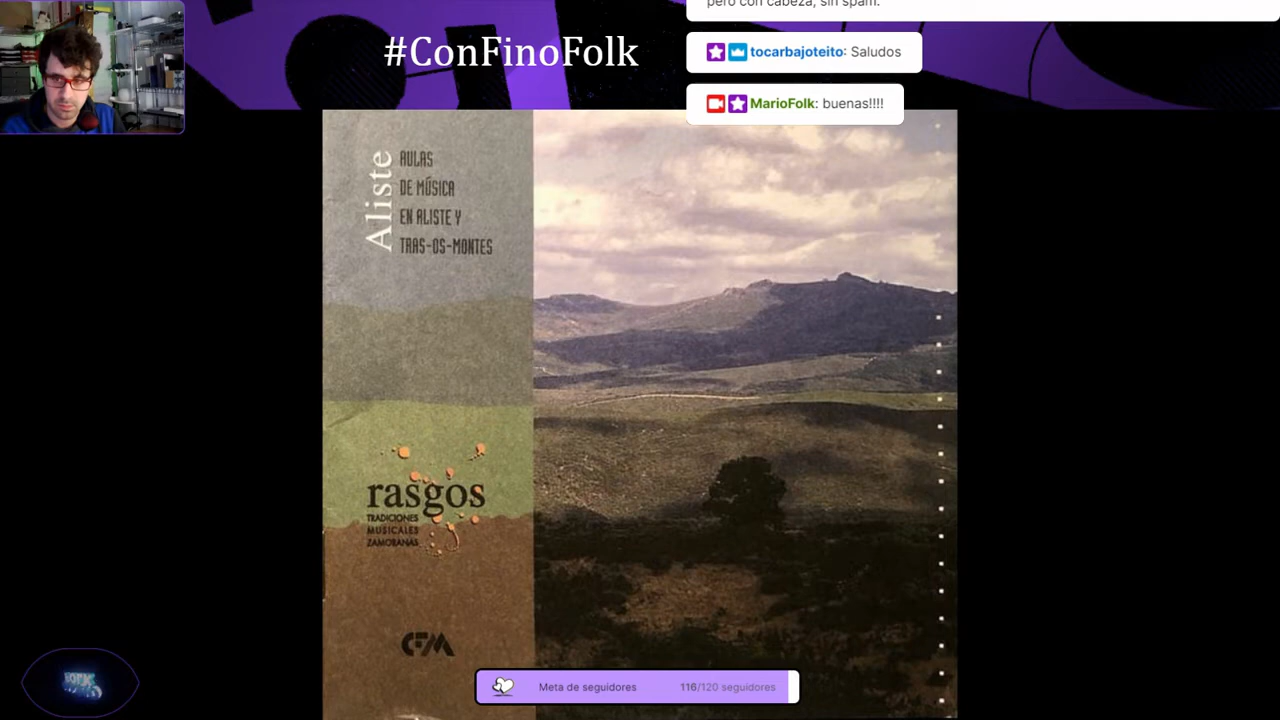 pero con cabeza, sin spam.
#ConFinoFolk
tocarbajoteito: Saludos
MarioFolk: buenas!!!!
Aliste
AULAS
DE MÚSICA
EN ALISTE Y
TRAS-OS-MONTES
rasgos
TRADICIONES
MUSICALES
ZAMORANAS
CFM
Meta de seguidores 116/120 seguidores